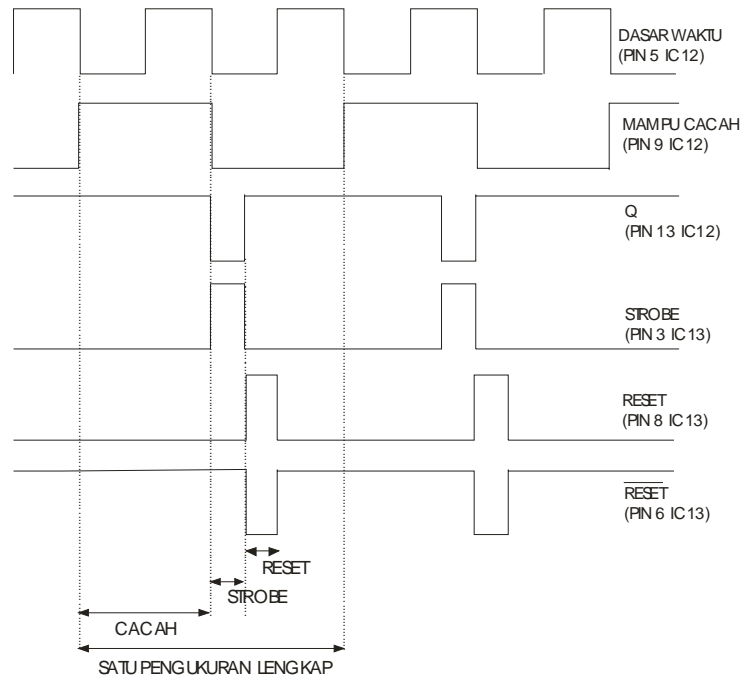 DASAR WAKTU
(PIN 5 IC12)
MAMPU CACAH
(PIN 9 IC12)
Q
(PIN 13 IC12)
STROBE
(PIN 3 IC13)
RESET
(PIN 8 IC13)
RESET
(PIN 6 IC13)
RESET
STROBE
CACAH
SATU PENGUKURAN LENGKAP